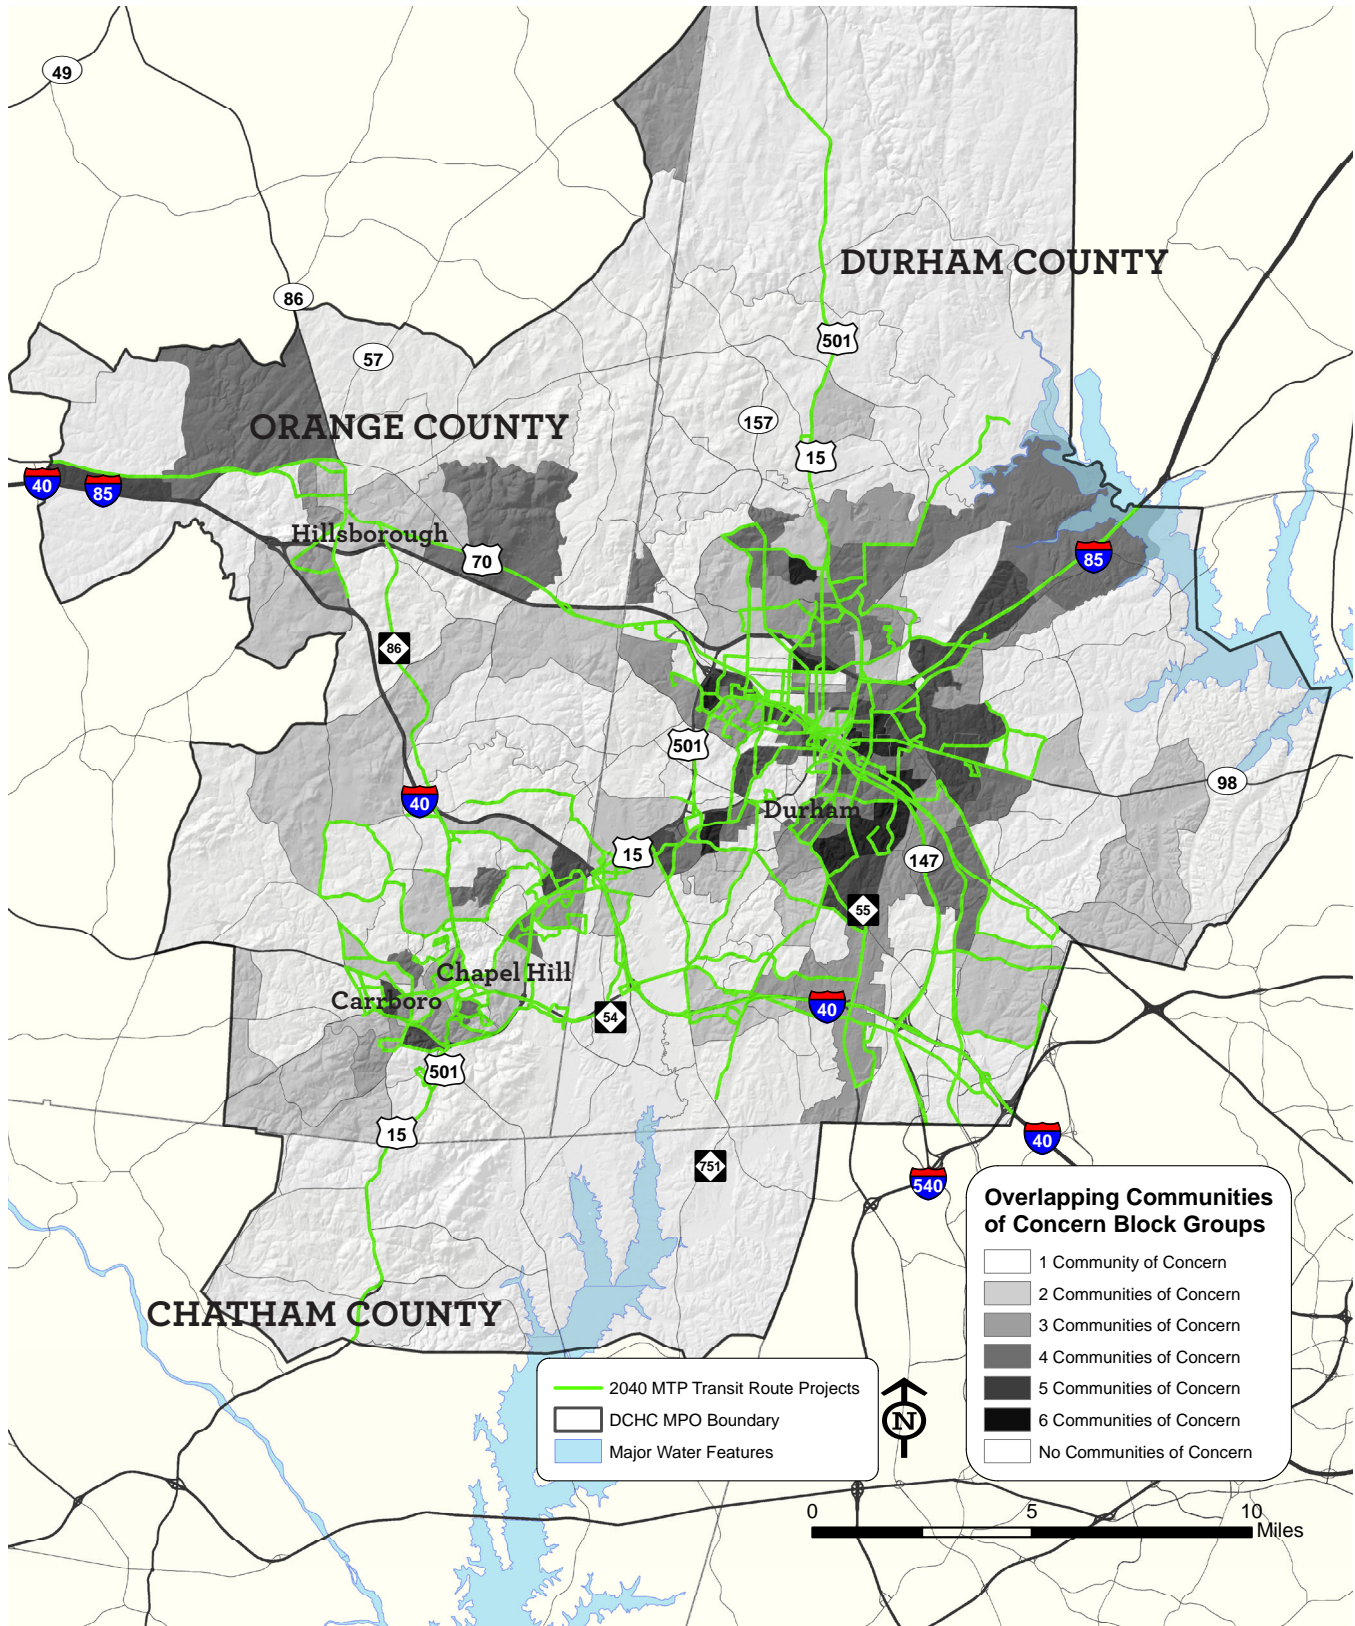 49
86
57
DURHAM COUNTY
501
ORANGE COUNTY
157
15
40
85
Hillsborough
70
85
86
501
98
40
Durham
15
147
55
Chapel Hill
Carrboro
54
40
501
15
40
751
540
CHATHAM COUNTY
Overlapping Communities
of Concern Block Groups
1 Community of Concern
2 Communities of Concern
3 Communities of Concern
4 Communities of Concern
5 Communities of Concern
6 Communities of Concern
No Communities of Concern
2040 MTP Transit Route Projects
DCHC MPO Boundary
Major Water Features
N
0 5 10
Miles